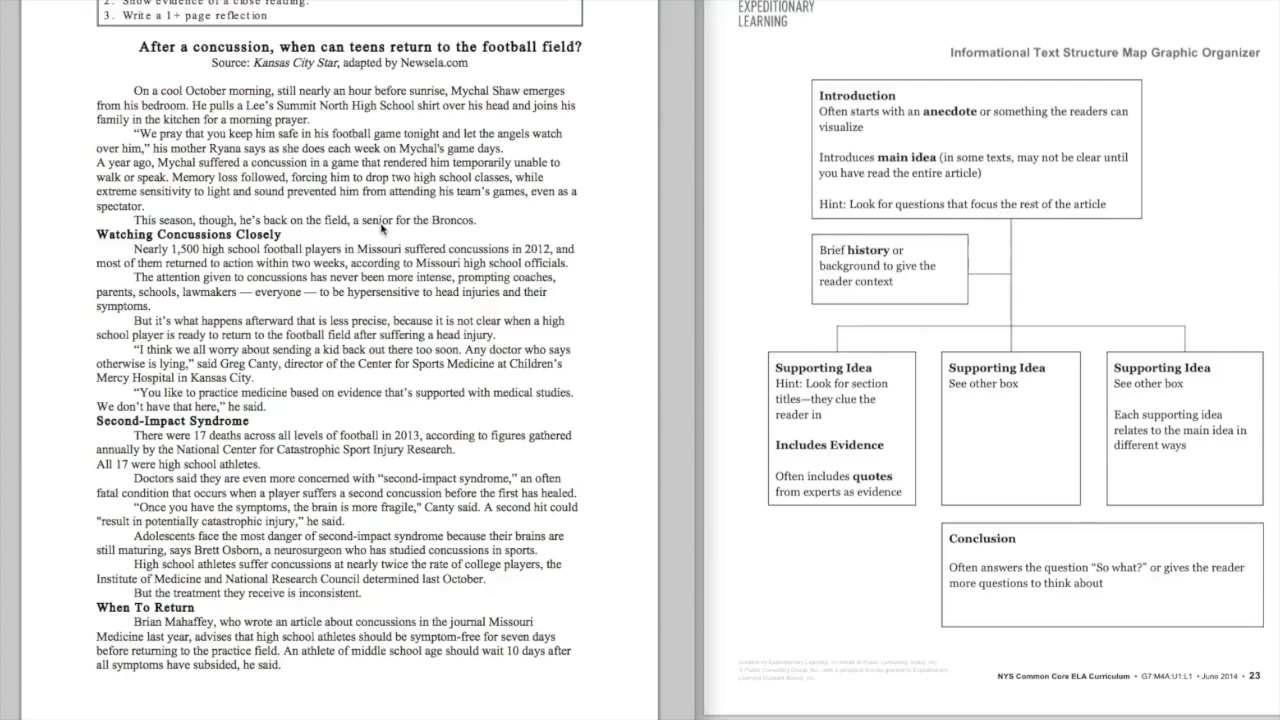 2. Show evidence of a close reading.
3. Write a 1+ page reflection
After a concussion, when can teens return to the football field?
Source: Kansas City Star, adapted by Newsela.com
On a cool October morning, still nearly an hour before sunrise, Mychal Shaw emerges
from his bedroom. He pulls a Lee's Summit North High School shirt over his head and joins his
family in the kitchen for a morning prayer.
“We pray that you keep him safe in his football game tonight and let the angels watch
over him,” his mother Ryana says as she does each week on Mychal's game days.
A year ago, Mychal suffered a concussion in a game that rendered him temporarily unable to
walk or speak. Memory loss followed, forcing him to drop two high school classes, while
extreme sensitivity to light and sound prevented him from attending his team's games, even as a
spectator.
This season, though, he's back on the field, a senior for the Broncos.
Watching Concussions Closely
Nearly 1,500 high school football players in Missouri suffered concussions in 2012, and
most of them returned to action within two weeks, according to Missouri high school officials.
The attention given to concussions has never been more intense, prompting coaches,
parents, schools, lawmakers — everyone — to be hypersensitive to head injuries and their
symptoms.
But it's what happens afterward that is less precise, because it is not clear when a high
school player is ready to return to the football field after suffering a head injury.
“I think we all worry about sending a kid back out there too soon. Any doctor who says
otherwise is lying,” said Greg Canty, director of the Center for Sports Medicine at Children's
Mercy Hospital in Kansas City.
“You like to practice medicine based on evidence that's supported with medical studies.
We don't have that here,” he said.
Second-Impact Syndrome
There were 17 deaths across all levels of football in 2013, according to figures gathered
annually by the National Center for Catastrophic Sport Injury Research.
All 17 were high school athletes.
Doctors said they are even more concerned with “second-impact syndrome,” an often
fatal condition that occurs when a player suffers a second concussion before the first has healed.
“Once you have the symptoms, the brain is more fragile,” Canty said. A second hit could
"result in potentially catastrophic injury,” he said.
Adolescents face the most danger of second-impact syndrome because their brains are
still maturing, says Brett Osborn, a neurosurgeon who has studied concussions in sports.
High school athletes suffer concussions at nearly twice the rate of college players, the
Institute of Medicine and National Research Council determined last October.
But the treatment they receive is inconsistent.
When To Return
Brian Mahaffey, who wrote an article about concussions in the journal Missouri
Medicine last year, advises that high school athletes should be symptom-free for seven days
before returning to the practice field. An athlete of middle school age should wait 10 days after
all symptoms have subsided, he said.
EXPEDITIONARY
LEARNING
Informational Text Structure Map Graphic Organizer
Introduction
Often starts with an anecdote or something the readers can
visualize
Introduces main idea (in some texts, may not be clear until
you have read the entire article)
Hint: Look for questions that focus the rest of the article
Brief history or
background to give the
reader context
Supporting Idea
Hint: Look for section
titles—they clue the
reader in
Includes Evidence
Often includes quotes
from experts as evidence
Supporting Idea
See other box
Supporting Idea
See other box
Each supporting idea
relates to the main idea in
different ways
Conclusion
Often answers the question “So what?” or gives the reader
more questions to think about
Created by Expeditionary Learning, on behalf of Public Consulting Group, Inc.
© Public Consulting Group, Inc., with a perpetual license granted to Expeditionary
Learning Outward Bound, Inc.
NYS Common Core ELA Curriculum • G7:M4A:U1:L1 • June 2014 • 23